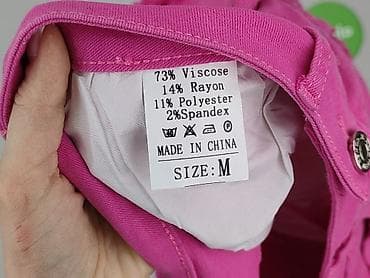 73% Viscose
14% Rayon
11% Polyester
2%Spandex
MADE IN CHINA
SIZE: M